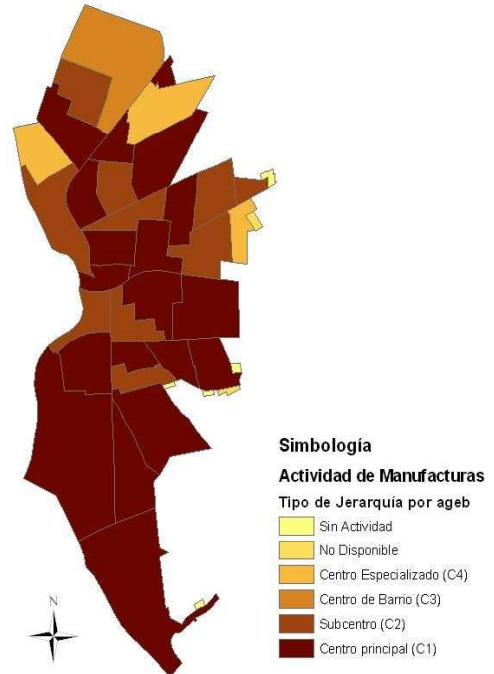 Simbología
Actividad de Manufacturas
Tipo de Jerarquía por ageb
Sin Actividad
No Disponible
Centro Especializado (C4)
Centro de Barrio (C3)
Subcentro (C2)
Centro principal (C1)
N